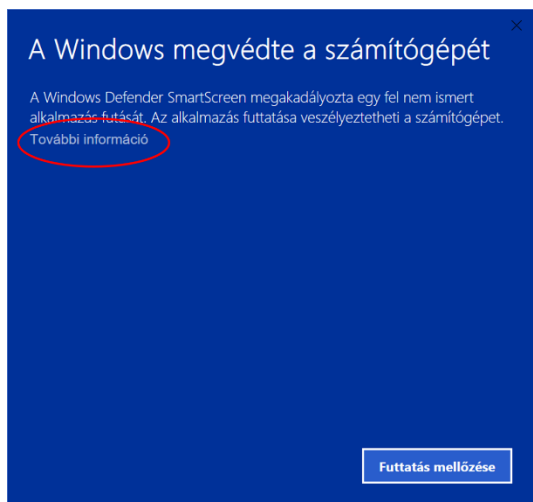 A Windows megvédte a számítógépét
A Windows Defender SmartScreen megakadályozta egy fel nem ismert
alkalmazás futását. Az alkalmazás futtatása veszélyeztetheti a számítógépet.
További információ
Futtatás mellőzése